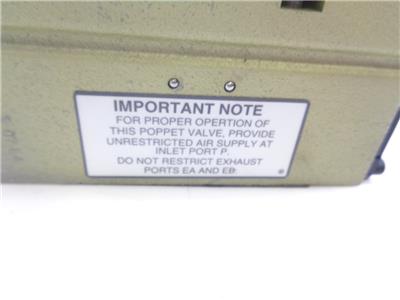 IMPORTANT NOTE
FOR PROPER OPERTION OF
THIS POPPET VALVE, PROVIDE
UNRESTRICTED AIR SUPPLY AT
INLET PORT P.
DO NOT RESTRICT EXHAUST
PORTS EA AND EB.